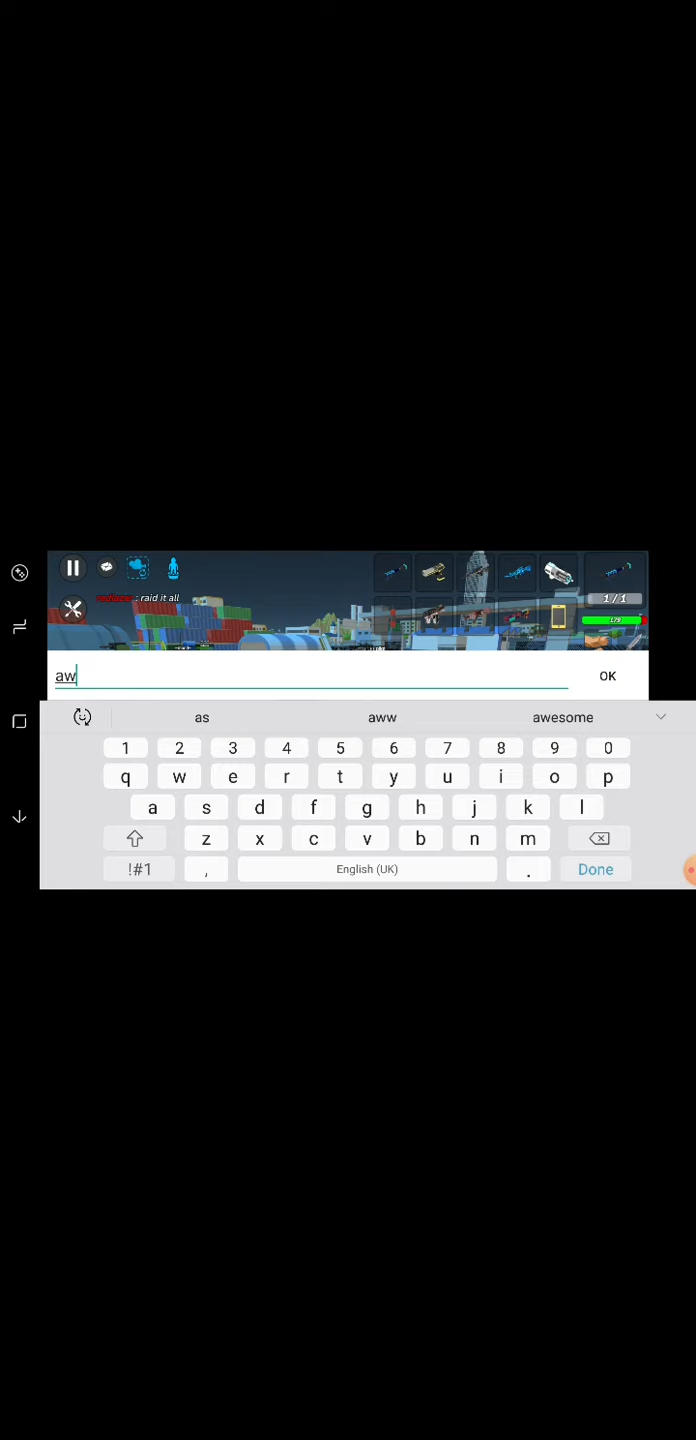 : raid it all
1 / 1
aw
OK
as aww awesome
1 2 3 4 5 6 7 8 9 0
q w e r t y u i o p
a s d f g h j k l
z x c v b n m
!#1 , English (UK) . Done